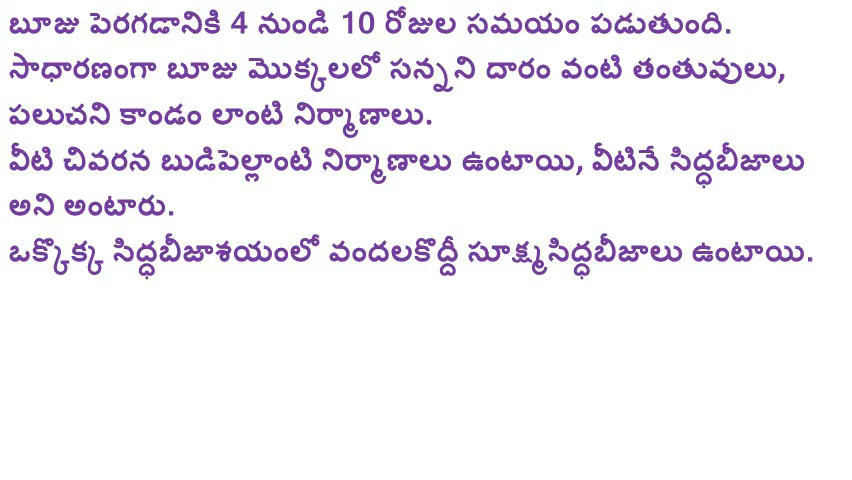 బూజు పెరగడానికి 4 నుండి 10 రోజుల సమయం పడుతుంది.
సాధారణంగా బూజు మొక్కలలో సన్నని దారం వంటి తంతువులు,
పలుచని కాండం లాంటి నిర్మాణాలు.
వీటి చివరన బుడిపెల్లాంటి నిర్మాణాలు ఉంటాయి, వీటినే సిద్ధబీజాలు
అని అంటారు.
ఒక్కొక్క సిద్ధబీజాశయంలో వందలకొద్దీ సూక్ష్మసిద్ధబీజాలు ఉంటాయి.